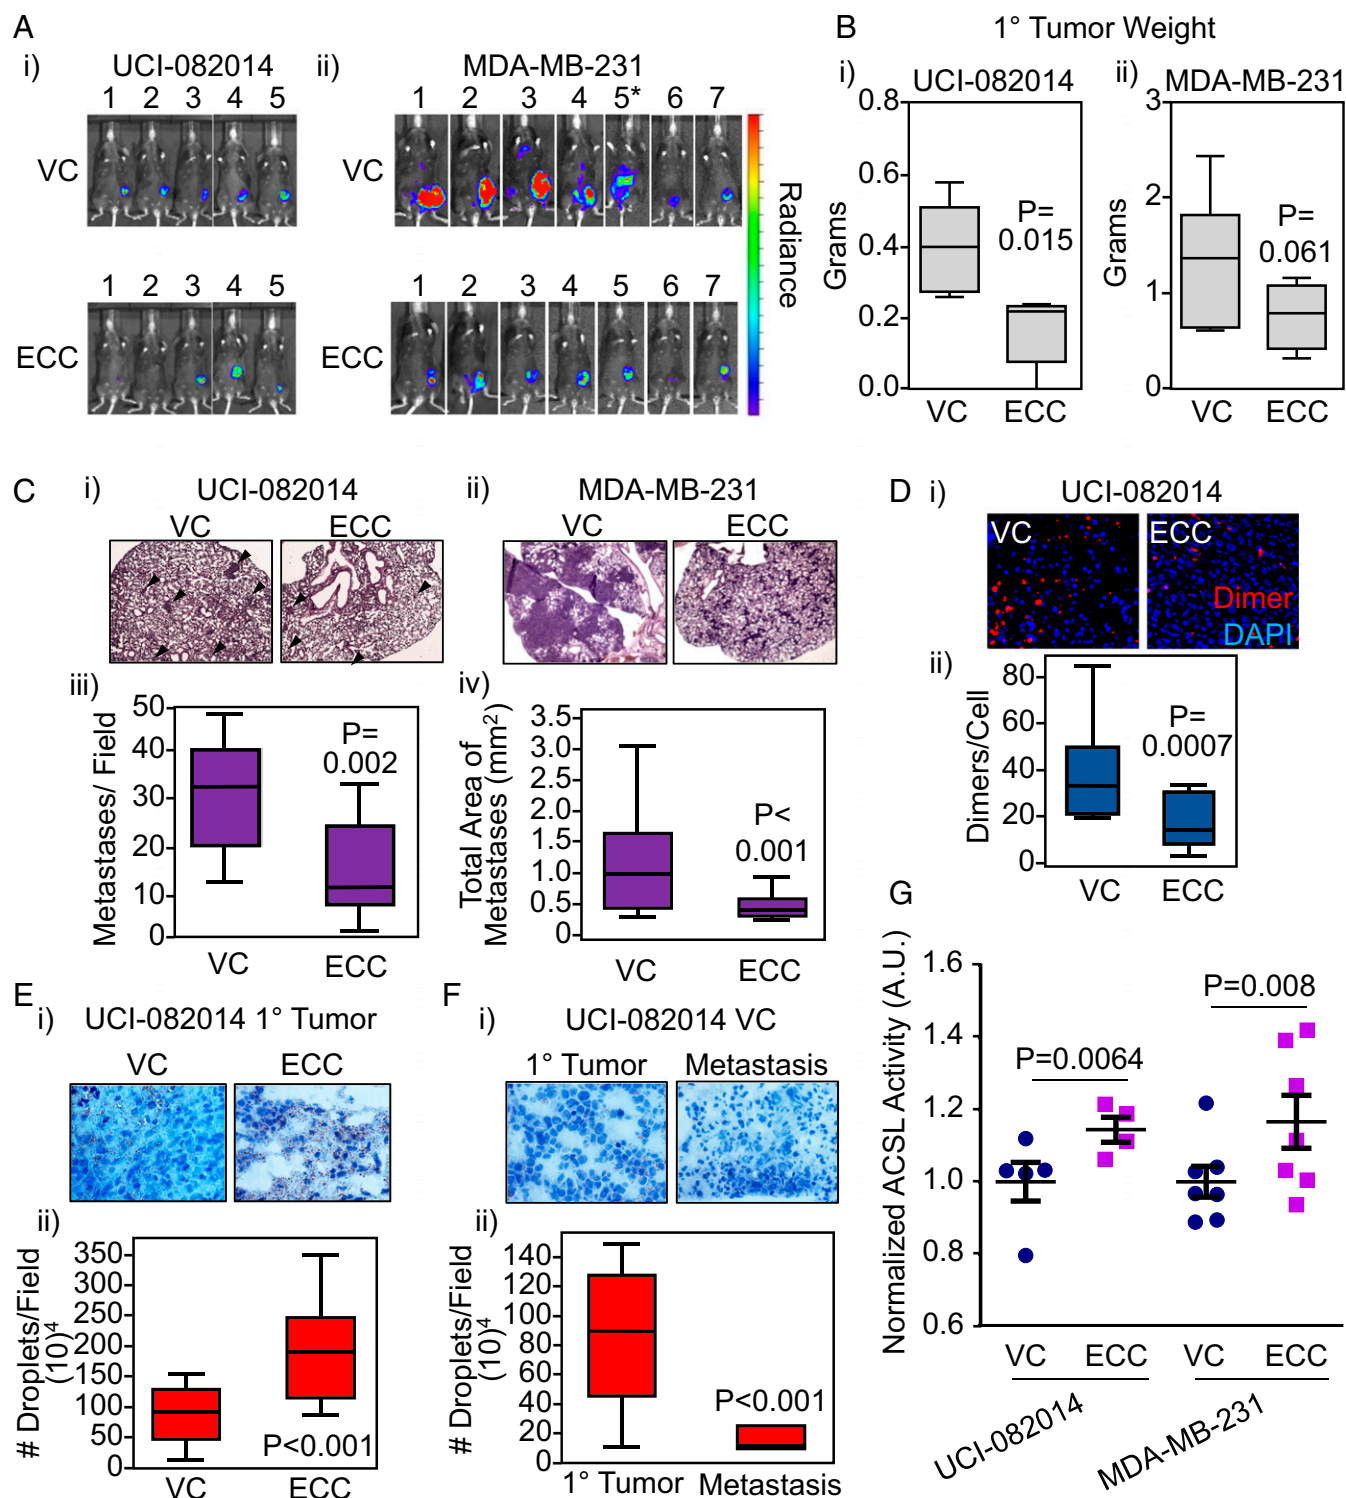 A
i) UCI-082014
1 2 3 4 5
VC
ECC
1 2 3 4 5
ii) MDA-MB-231
1 2 3 4 5* 6 7
VC
ECC
1 2 3 4 5 6 7
Radiance
B 1° Tumor Weight
i) UCI-082014
Grams
0.8
0.6
0.4
0.2
0.0
P=
0.015
VC ECC
ii) MDA-MB-231
Grams
3
2
1
0
P=
0.061
VC ECC
C
i) UCI-082014
VC ECC
ii) MDA-MB-231
VC ECC
iii)
Metastases/ Field
50
40
30
20
10
0
P=
0.002
VC ECC
iv)
Total Area of
Metastases (mm²)
3.5
3.0
2.5
2.0
1.5
1.0
0.5
0
P<
0.001
VC ECC
D i) UCI-082014
VC ECC
Dimer
DAPI
ii)
Dimers/Cell
80
60
40
20
0
P=
0.0007
VC ECC
E
i) UCI-082014 1° Tumor
VC ECC
ii)
# Droplets/Field
(10)⁴
350
300
250
200
150
100
50
0
P<0.001
VC ECC
F
i) UCI-082014 VC
1° Tumor Metastasis
ii)
# Droplets/Field
(10)⁴
140
120
100
80
60
40
20
0
P<0.001
1° Tumor Metastasis
G
Normalized ACSL Activity (A.U.)
1.6
1.4
1.2
1.0
0.8
0.6
P=0.0064
P=0.008
VC ECC VC ECC
UCI-082014
MDA-MB-231